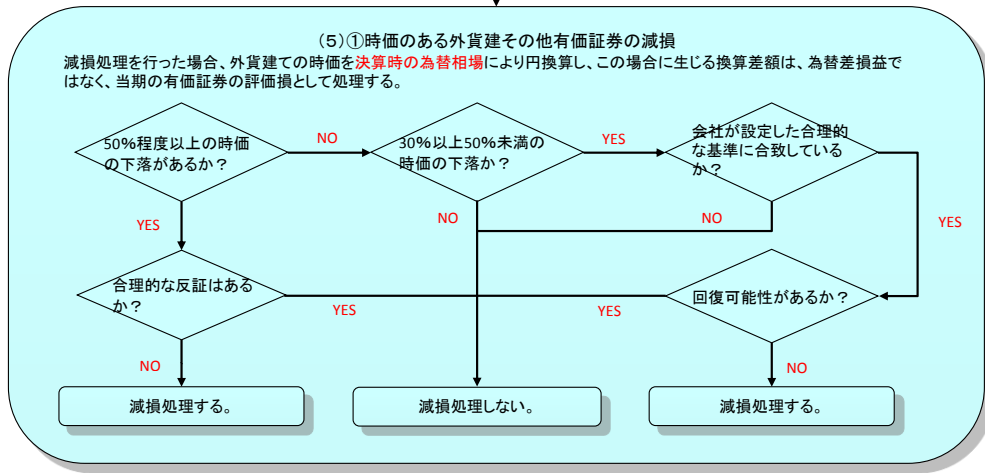 (5)①時価のある外貨建その他有価証券の減損
減損処理を行った場合、外貨建ての時価を決算時の為替相場により円換算し、この場合に生じる換算差額は、為替差損益で
はなく、当期の有価証券の評価損として処理する。
50%程度以上の時価
の下落があるか?
NO
30%以上50%未満の
時価の下落か?
YES
会社が設定した合理的
な基準に合致している
か?
YES
NO
NO
YES
合理的な反証はある
か?
YES
YES
回復可能性があるか?
NO
NO
減損処理する。
減損処理しない。
減損処理する。